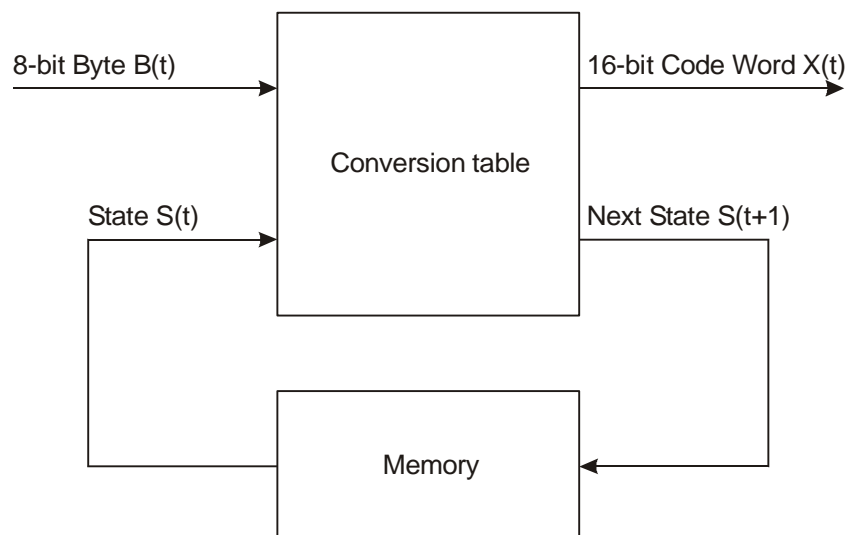 8-bit Byte B(t)
16-bit Code Word X(t)
Conversion table
State S(t)
Next State S(t+1)
Memory